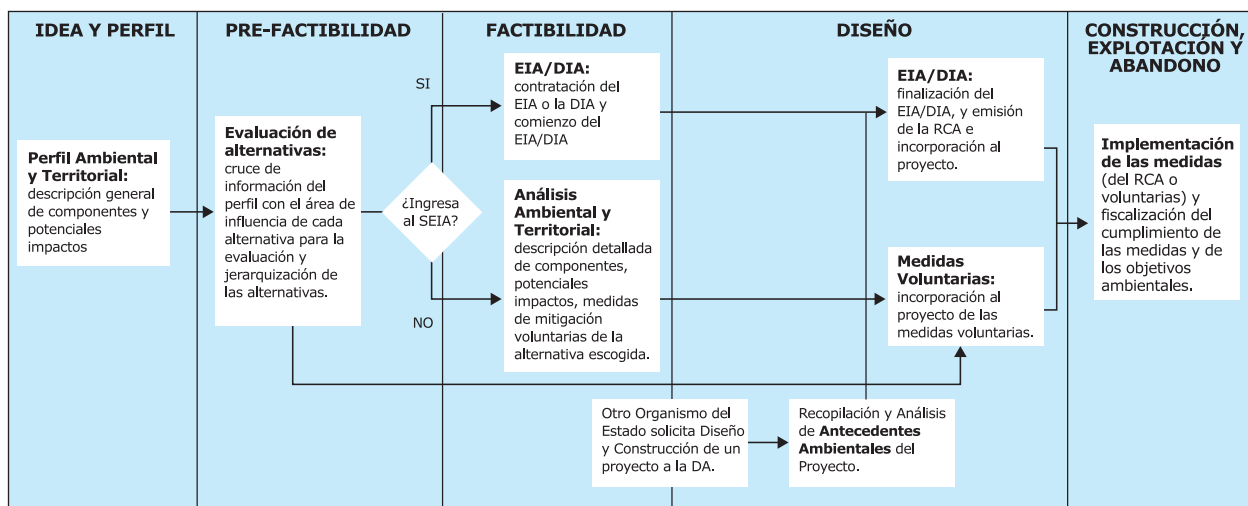 IDEA Y PERFIL
PRE-FACTIBILIDAD
FACTIBILIDAD
DISEÑO
CONSTRUCCIÓN,
EXPLOTACIÓN Y
ABANDONO
Perfil Ambiental
y Territorial:
descripción general
de componentes y
potenciales
impactos
Evaluación de
alternativas:
cruce de
información del
perfil con el área de
influencia de cada
alternativa para la
evaluación y
jerarquización de
las alternativas.
¿Ingresa
al SEIA?
SI
NO
EIA/DIA:
contratación del
EIA o la DIA y
comienzo del
EIA/DIA
Análisis
Ambiental y
Territorial:
descripción detallada
de componentes,
potenciales
impactos, medidas
de mitigación
voluntarias de la
alternativa escogida.
EIA/DIA:
finalización del
EIA/DIA, y emisión
de la RCA e
incorporación al
proyecto.
Medidas
Voluntarias:
incorporación al
proyecto de las
medidas voluntarias.
Otro Organismo del
Estado solicita Diseño
y Construcción de un
proyecto a la DA.
Recopilación y Análisis
de Antecedentes
Ambientales del
Proyecto.
Implementación
de las medidas
(del RCA o
voluntarias) y
fiscalización del
cumplimiento de
las medidas y de
los objetivos
ambientales.